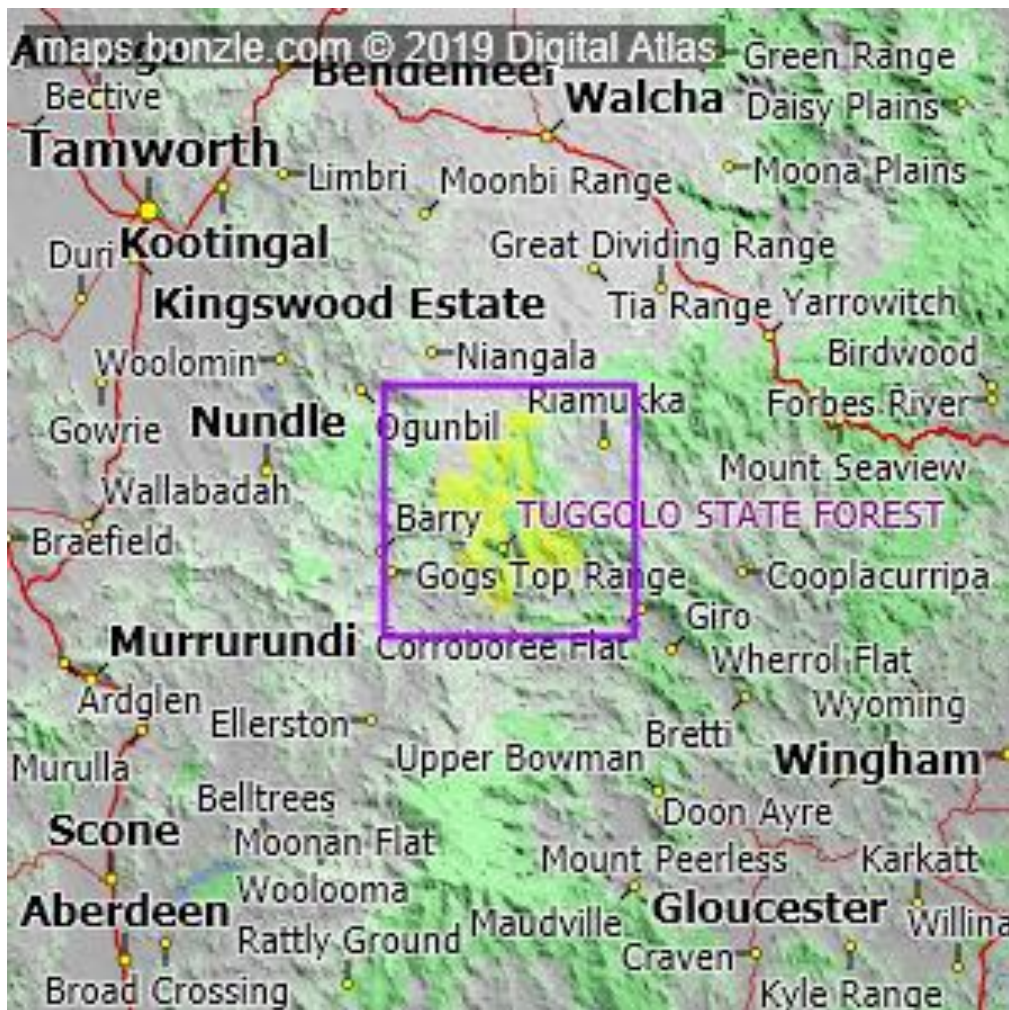 maps.bonzle.com © 2019 Digital Atlas
Green Range
Bendemeer
Bective
Walcha
Daisy Plains
Tamworth
Limbri
Moonbi Range
Moona Plains
Duri
Kootingal
Great Dividing Range
Kingswood Estate
Tia Range
Yarrowitch
Woolomin
Niangala
Birdwood
Riamukka
Forbes River
Gowrie
Nundle
Ogunbil
Mount Seaview
Wallabadah
Barry
TUGGOLO STATE FOREST
Braefield
Gogs Top Range
Cooplacurripa
Giro
Murrurundi
Corroboree Flat
Wherrol Flat
Ardglen
Ellerston
Wyoming
Bretti
Murulla
Upper Bowman
Wingham
Belltrees
Doon Ayre
Scone
Moonan Flat
Mount Peerless
Karkatt
Woolooma
Aberdeen
Maudville
Gloucester
Willina
Rattly Ground
Craven
Broad Crossing
Kyle Range